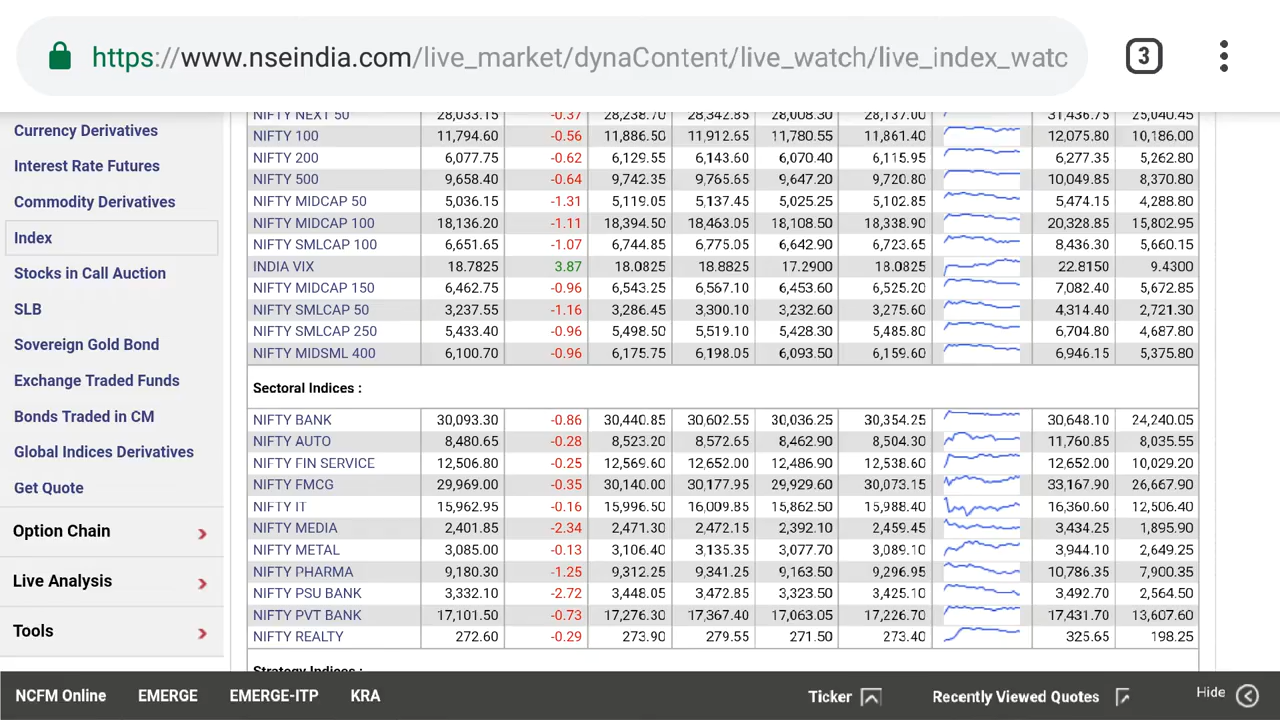 https://www.nseindia.com/live_market/dynaContent/live_watch/live_index_watc
3
Currency Derivatives
Interest Rate Futures
Commodity Derivatives
Index
Stocks in Call Auction
SLB
Sovereign Gold Bond
Exchange Traded Funds
Bonds Traded in CM
Global Indices Derivatives
Get Quote
Option Chain
Live Analysis
Tools
NIFTY NEXT 50 28,033.15 -0.37 28,238.70 28,342.85 28,008.30 28,137.00 31,436.75 25,040.45
NIFTY 100 11,794.60 -0.56 11,886.50 11,912.65 11,780.55 11,861.40 12,075.80 10,186.00
NIFTY 200 6,077.75 -0.62 6,129.55 6,143.60 6,070.40 6,115.95 6,277.35 5,262.80
NIFTY 500 9,658.40 -0.64 9,742.35 9,765.65 9,647.20 9,720.80 10,049.85 8,370.80
NIFTY MIDCAP 50 5,036.15 -1.31 5,119.05 5,137.45 5,025.25 5,102.85 5,474.15 4,288.80
NIFTY MIDCAP 100 18,136.20 -1.11 18,394.50 18,463.05 18,108.50 18,338.90 20,328.85 15,802.95
NIFTY SMLCAP 100 6,651.65 -1.07 6,744.85 6,775.05 6,642.90 6,723.65 8,436.30 5,660.15
INDIA VIX 18.7825 3.87 18.0825 18.8825 17.2900 18.0825 22.8150 9.4300
NIFTY MIDCAP 150 6,462.75 -0.96 6,543.25 6,567.10 6,453.60 6,525.20 7,082.40 5,672.85
NIFTY SMLCAP 50 3,237.55 -1.16 3,286.45 3,300.10 3,232.60 3,275.60 4,314.40 2,721.30
NIFTY SMLCAP 250 5,433.40 -0.96 5,498.50 5,519.10 5,428.30 5,485.80 6,704.80 4,687.80
NIFTY MIDSML 400 6,100.70 -0.96 6,175.75 6,198.05 6,093.50 6,159.60 6,946.15 5,375.80
Sectoral Indices :
NIFTY BANK 30,093.30 -0.86 30,440.85 30,602.55 30,036.25 30,354.25 30,648.10 24,240.05
NIFTY AUTO 8,480.65 -0.28 8,523.20 8,572.65 8,462.90 8,504.30 11,760.85 8,035.55
NIFTY FIN SERVICE 12,506.80 -0.25 12,569.60 12,652.00 12,486.90 12,538.60 12,652.00 10,029.20
NIFTY FMCG 29,969.00 -0.35 30,140.00 30,177.95 29,929.60 30,073.15 33,167.90 26,667.90
NIFTY IT 15,962.95 -0.16 15,996.50 16,009.85 15,862.50 15,988.40 16,360.60 12,506.40
NIFTY MEDIA 2,401.85 -2.34 2,471.30 2,472.15 2,392.10 2,459.45 3,434.25 1,895.90
NIFTY METAL 3,085.00 -0.13 3,106.40 3,135.35 3,077.70 3,089.10 3,944.10 2,649.25
NIFTY PHARMA 9,180.30 -1.25 9,312.25 9,341.25 9,163.50 9,296.95 10,786.35 7,900.35
NIFTY PSU BANK 3,332.10 -2.72 3,448.05 3,472.85 3,323.50 3,425.10 3,492.70 2,564.50
NIFTY PVT BANK 17,101.50 -0.73 17,276.30 17,367.40 17,063.05 17,226.70 17,431.70 13,607.60
NIFTY REALTY 272.60 -0.29 273.90 279.55 271.50 273.40 325.65 198.25
Strategy Indices :
NCFM Online EMERGE EMERGE-ITP KRA Ticker Recently Viewed Quotes Hide